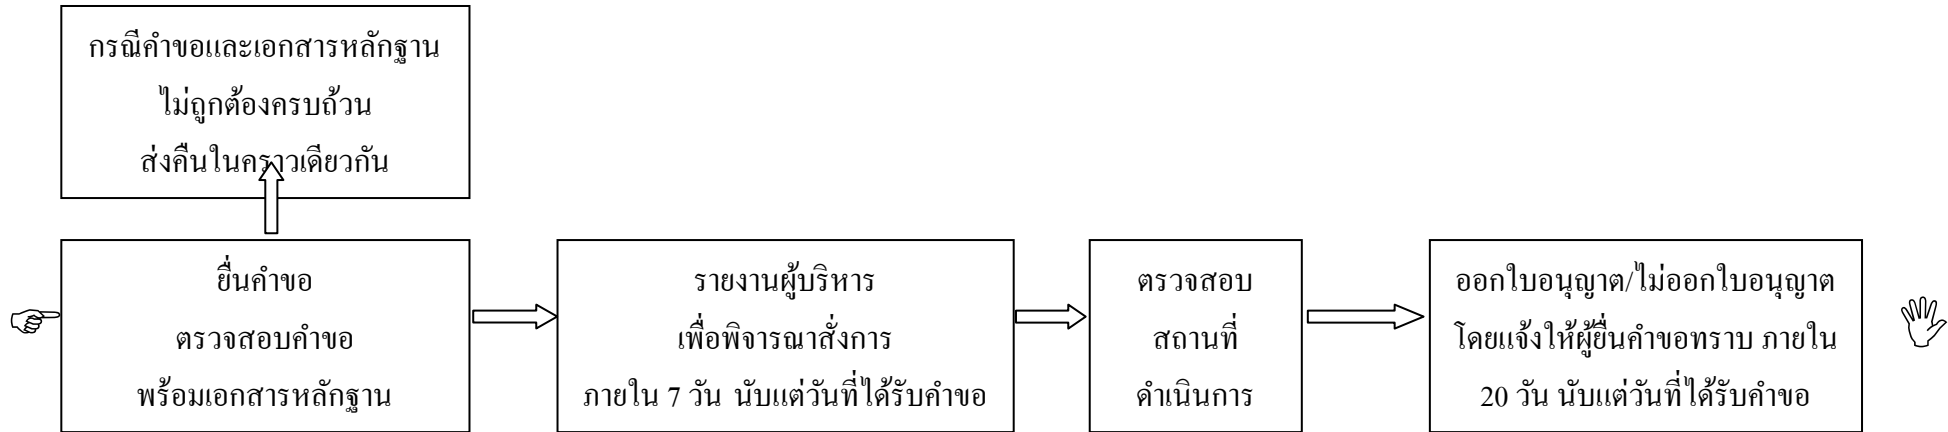 กรณีคำขอและเอกสารหลักฐาน
ไม่ถูกต้องครบถ้วน
ส่งคืนในคราวเดียวกัน
ยื่นคำขอ
ตรวจสอบคำขอ
พร้อมเอกสารหลักฐาน
รายงานผู้บริหาร
เพื่อพิจารณาสั่งการ
ภายใน 7 วัน นับแต่วันที่ได้รับคำขอ
ตรวจสอบ
สถานที่
ดำเนินการ
ออกใบอนุญาต/ไม่ออกใบอนุญาต
โดยแจ้งให้ผู้ยื่นคำขอทราบ ภายใน
20 วัน นับแต่วันที่ได้รับคำขอ